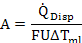 A = Q̇_Disp / FUΔT_ml